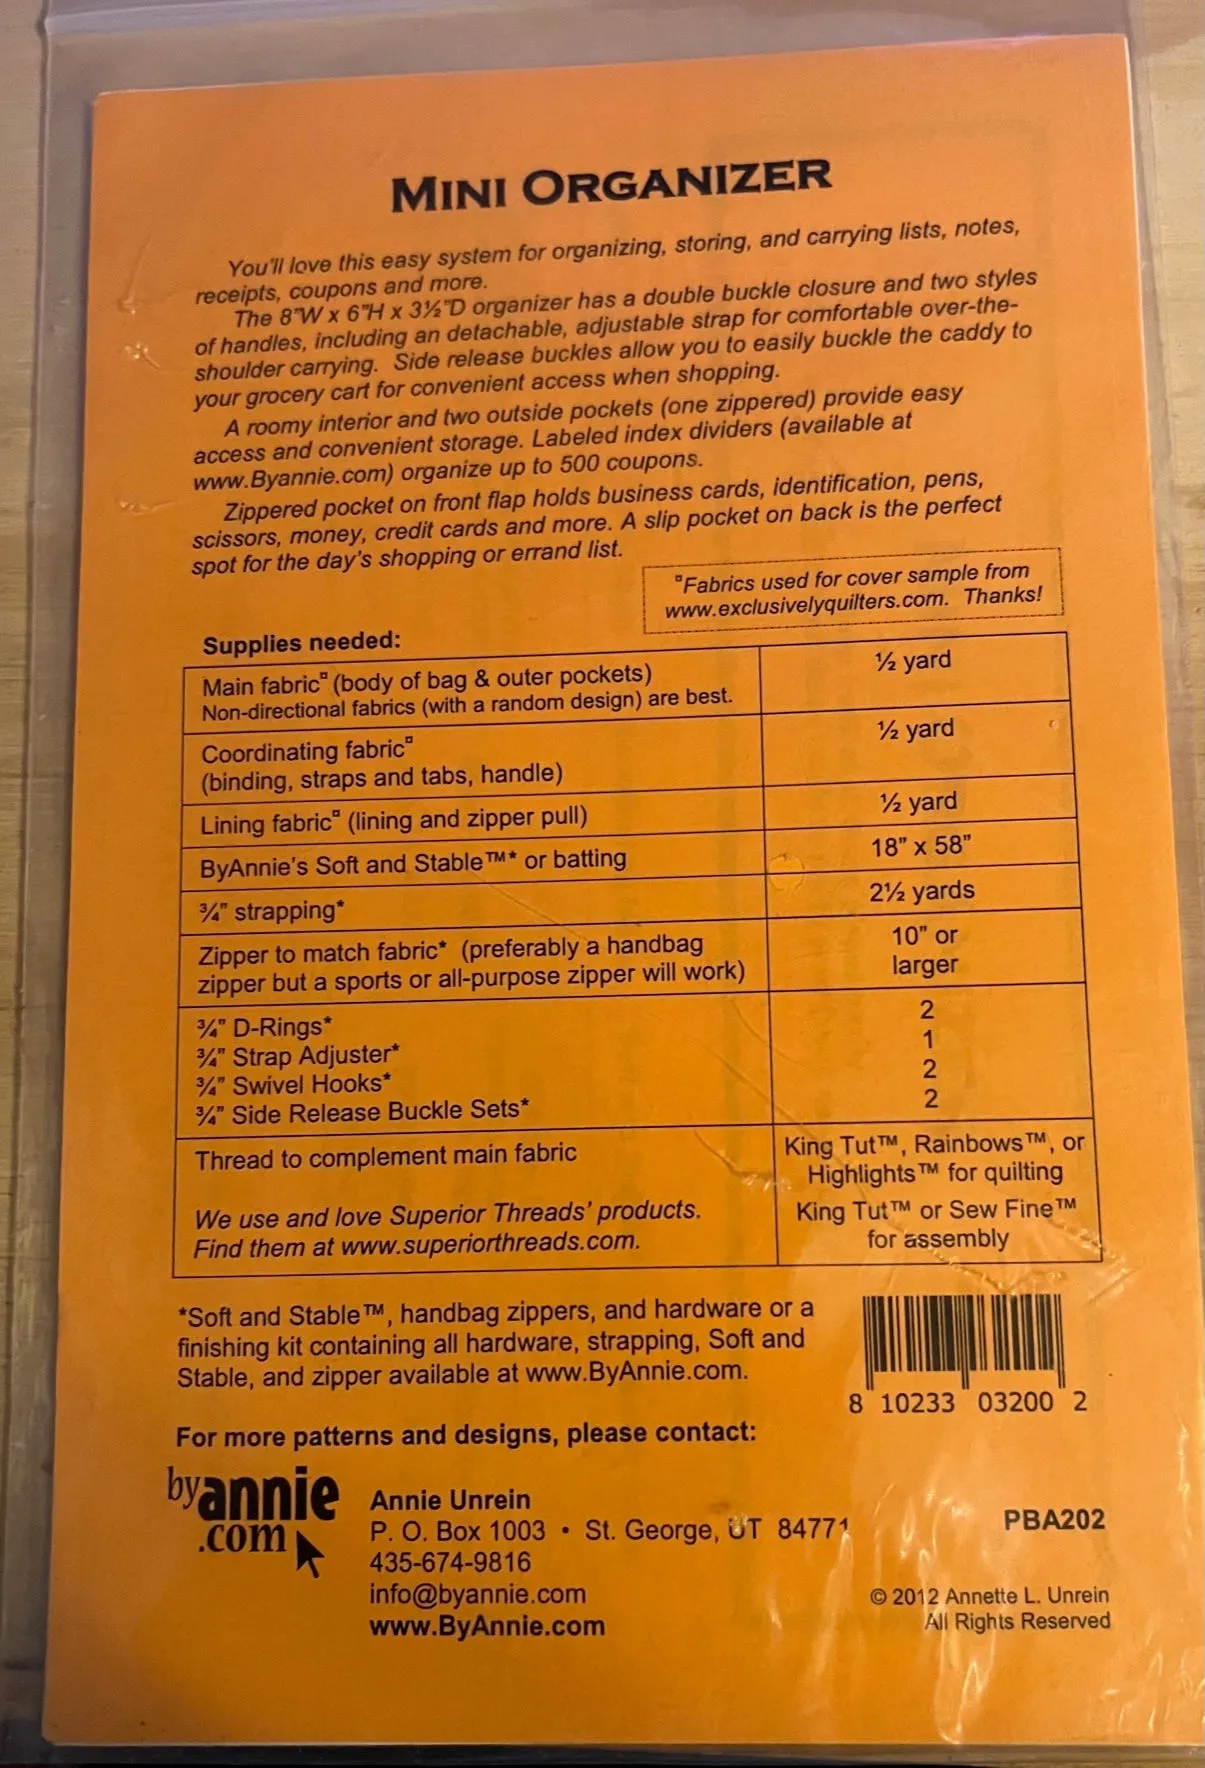 MINI ORGANIZER
You'll love this easy system for organizing, storing, and carrying lists, notes,
receipts, coupons and more.
The 8"W x 6"H x 3½"D organizer has a double buckle closure and two styles
of handles, including an detachable, adjustable strap for comfortable over-the-
shoulder carrying. Side release buckles allow you to easily buckle the caddy to
your grocery cart for convenient access when shopping.
A roomy interior and two outside pockets (one zippered) provide easy
access and convenient storage. Labeled index dividers (available at
www.Byannie.com) organize up to 500 coupons.
Zippered pocket on front flap holds business cards, identification, pens,
scissors, money, credit cards and more. A slip pocket on back is the perfect
spot for the day's shopping or errand list.
¤Fabrics used for cover sample from
www.exclusivelyquilters.com. Thanks!
Supplies needed:
Main fabric¤ (body of bag & outer pockets) ½ yard
Non-directional fabrics (with a random design) are best.
Coordinating fabric¤ ½ yard
(binding, straps and tabs, handle)
Lining fabric¤ (lining and zipper pull) ½ yard
ByAnnie's Soft and Stable™* or batting 18" x 58"
¾" strapping* 2½ yards
Zipper to match fabric* (preferably a handbag 10" or
zipper but a sports or all-purpose zipper will work) larger
¾" D-Rings* 2
¾" Strap Adjuster* 1
¾" Swivel Hooks* 2
¾" Side Release Buckle Sets* 2
Thread to complement main fabric King Tut™, Rainbows™, or
Highlights™ for quilting
We use and love Superior Threads' products. King Tut™ or Sew Fine™
Find them at www.superiorthreads.com. for assembly
*Soft and Stable™, handbag zippers, and hardware or a
finishing kit containing all hardware, strapping, Soft and
Stable, and zipper available at www.ByAnnie.com.
8 10233 03200 2
For more patterns and designs, please contact:
byannie
.com
Annie Unrein
P. O. Box 1003 • St. George, UT 84771
435-674-9816
info@byannie.com
www.ByAnnie.com
PBA202
© 2012 Annette L. Unrein
All Rights Reserved